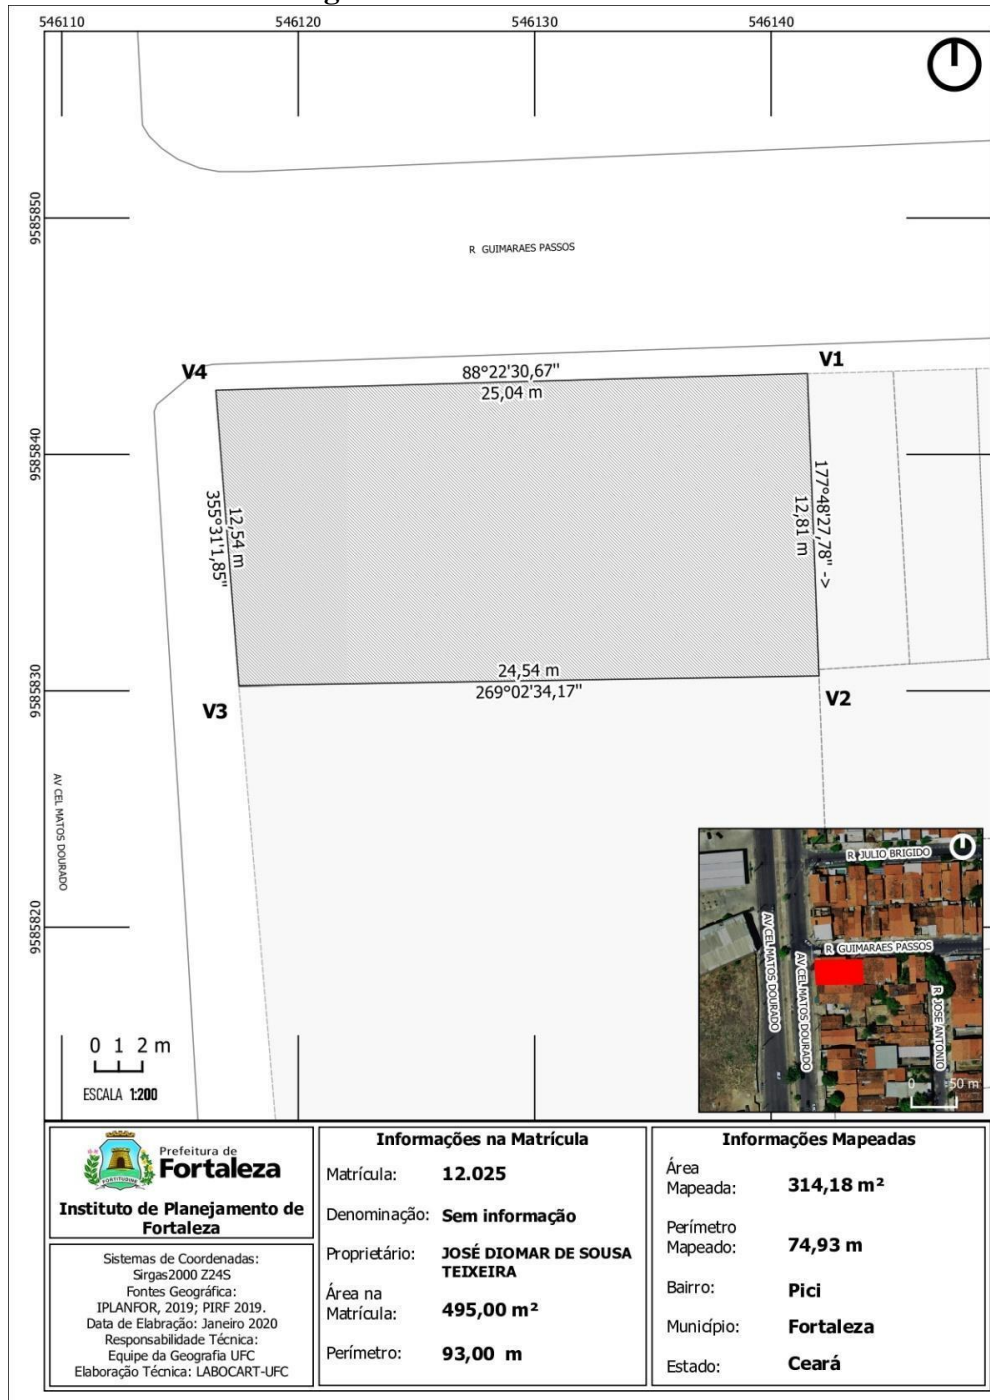 546110 546120 546130 546140
9585850
R GUIMARAES PASSOS
V4
V1
88°22'30,67"
25,04 m
9585840
355°31'1,85"
12,54 m
12,81 m
177°48'27,78" ->
24,54 m
269°02'34,17"
9585830
V3
V2
AV CEL MATOS DOURADO
9585820
R JULIO BRIGIDO
R GUIMARAES PASSOS
AV CEL MATOS DOURADO
AV CEL MATOS DOURADO
R JOSE ANTONIO
0 50 m
0 1 2 m
ESCALA 1:200
Prefeitura de
Fortaleza
FORTITUDINE
Instituto de Planejamento de
Fortaleza
Sistemas de Coordenadas:
Sirgas2000 Z24S
Fontes Geográfica:
IPLANFOR, 2019; PIRF 2019.
Data de Elabração: Janeiro 2020
Responsabilidade Técnica:
Equipe da Geografia UFC
Elaboração Técnica: LABOCART-UFC
Informações na Matrícula
Matrícula: 12.025
Denominação: Sem informação
Proprietário: JOSÉ DIOMAR DE SOUSA
TEIXEIRA
Área na
Matrícula: 495,00 m²
Perímetro: 93,00 m
Informações Mapeadas
Área
Mapeada: 314,18 m²
Perímetro
Mapeado: 74,93 m
Bairro: Pici
Município: Fortaleza
Estado: Ceará